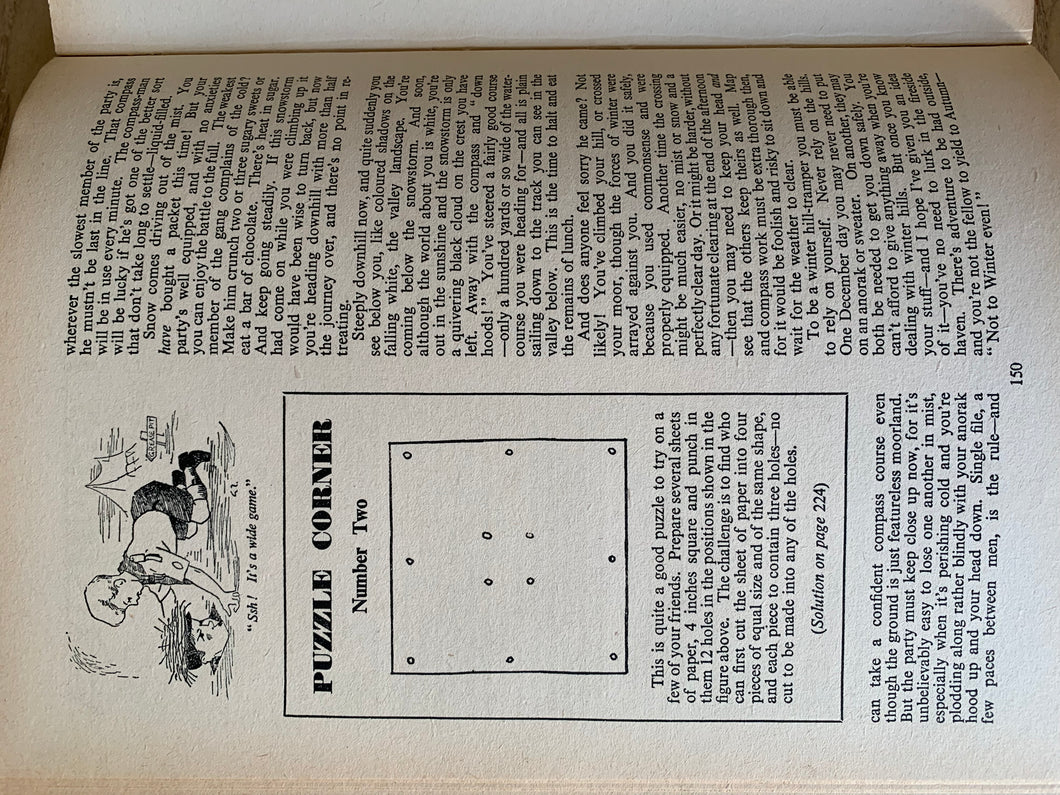 GREASE PIT
"Ssh! It's a wide game."
PUZZLE CORNER
Number Two
This is quite a good puzzle to try on a
few of your friends. Prepare several sheets
of paper, 4 inches square and punch in
them 12 holes in the positions shown in the
figure above. The challenge is to find who
can first cut the sheet of paper into four
pieces of equal size and of the same shape,
and each piece to contain three holes—no
cut to be made into any of the holes.
(Solution on page 224)
can take a confident compass course even
though the ground is just featureless moorland.
But the party must keep close up now, for it's
unbelievably easy to lose one another in mist,
especially when it's perishing cold and you're
plodding along rather blindly with your anorak
hood up and your head down. Single file, a
few paces between men, is the rule—and
wherever the slowest member of the party is,
he mustn't be last in the line. That compass
will be in use every minute. The compass-man
will be lucky if he's got one of the better sort
that don't take long to settle—liquid-filled.
Snow comes driving out of the mist. You
have bought a packet this time! But your
party's well equipped, and with no anxieties
you can enjoy the battle to the full. The weakest
member of the gang complains of the cold?
Make him crunch two or three sugary sweets or
eat a bar of chocolate. There's heat in sugar.
And keep going steadily. If this snowstorm
had come on while you were climbing up it
would have been wise to turn back, but now
you're heading downhill with more than half
the journey over, and there's no point in re-
treating.
Steeply downhill now, and quite suddenly you
see below you, like coloured shadows on the
falling white, the valley landscape. You're
coming below the snowstorm. And soon,
although the world about you is white, you're
out in the sunshine and the snowstorm is only
a quivering black cloud on the crest you have
left. Away with the compass and "down
hoods!" You've steered a fairly good course
—only a hundred yards or so wide of the water-
course you were heading for—and all is plain
sailing down to the track you can see in the
valley below. This is the time to halt and eat
the remains of lunch.
And does anyone feel sorry he came? Not
likely! You've climbed your hill, or crossed
your moor, though the forces of winter were
arrayed against you. And you did it safely,
because you used commonsense and were
properly equipped. Another time the crossing
might be much easier, no mist or snow and a
perfectly clear day. Or it might be harder, without
any fortunate clearing at the end of the afternoon
—then you may need to keep your head and
see that the others keep theirs as well. Map
and compass work must be extra thorough then,
for it would be foolish and risky to sit down and
wait for the weather to clear.
To be a winter hill-tramper you must be able
to rely on yourself. Never rely on the hills.
One December day you may never need to put
on an anorak or sweater. On another, they may
both be needed to get you down safely. You
can't afford to give anything away when you're
dealing with winter hills. But once you know
your stuff—and I hope I've given you an idea
of it—you've no need to lurk in the fireside
haven. There's adventure to be had outside,
and you're not the fellow to yield to Autumn—
"Not to Winter even!"
150